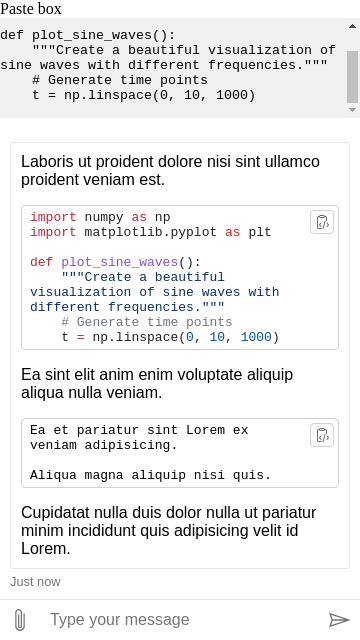 Paste box
def plot_sine_waves():
    """Create a beautiful visualization of
sine waves with different frequencies."""
    # Generate time points
    t = np.linspace(0, 10, 1000)
Laboris ut proident dolore nisi sint ullamco
proident veniam est.
import numpy as np
import matplotlib.pyplot as plt
def plot_sine_waves():
    """Create a beautiful
visualization of sine waves with
different frequencies."""
    # Generate time points
    t = np.linspace(0, 10, 1000)
Ea sint elit anim enim voluptate aliquip
aliqua nulla veniam.
Ea et pariatur sint Lorem ex
veniam adipisicing.
Aliqua magna aliquip nisi quis.
Cupidatat nulla duis dolor nulla ut pariatur
minim incididunt quis adipisicing velit id
Lorem.
Just now
Type your message